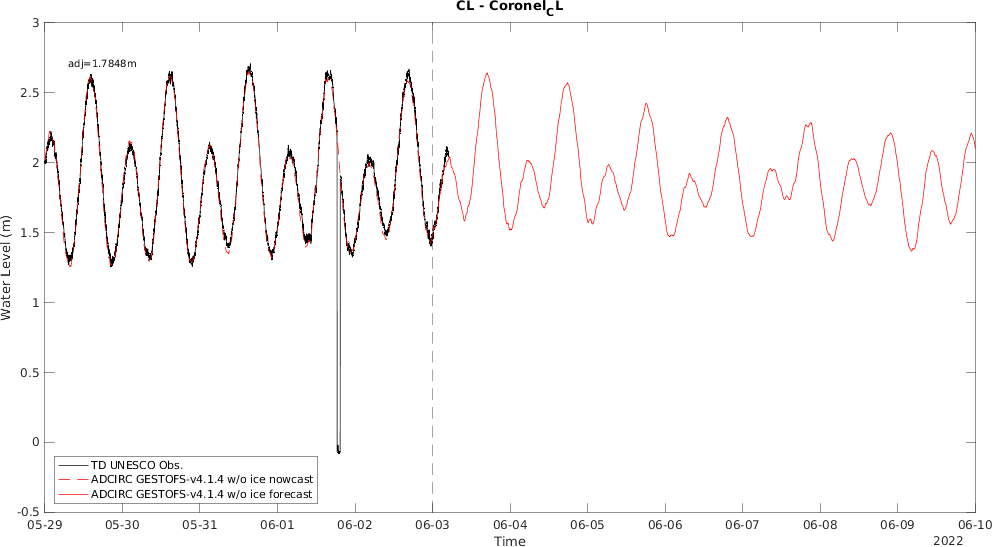 CL - Coronel_CL
adj=1.7848m
3
2.5
2
1.5
1
0.5
0
-0.5
Water Level (m)
TD UNESCO Obs.
ADCIRC GESTOFS-v4.1.4 w/o ice nowcast
ADCIRC GESTOFS-v4.1.4 w/o ice forecast
05-29 05-30 05-31 06-01 06-02 06-03 06-04 06-05 06-06 06-07 06-08 06-09 06-10
Time
2022